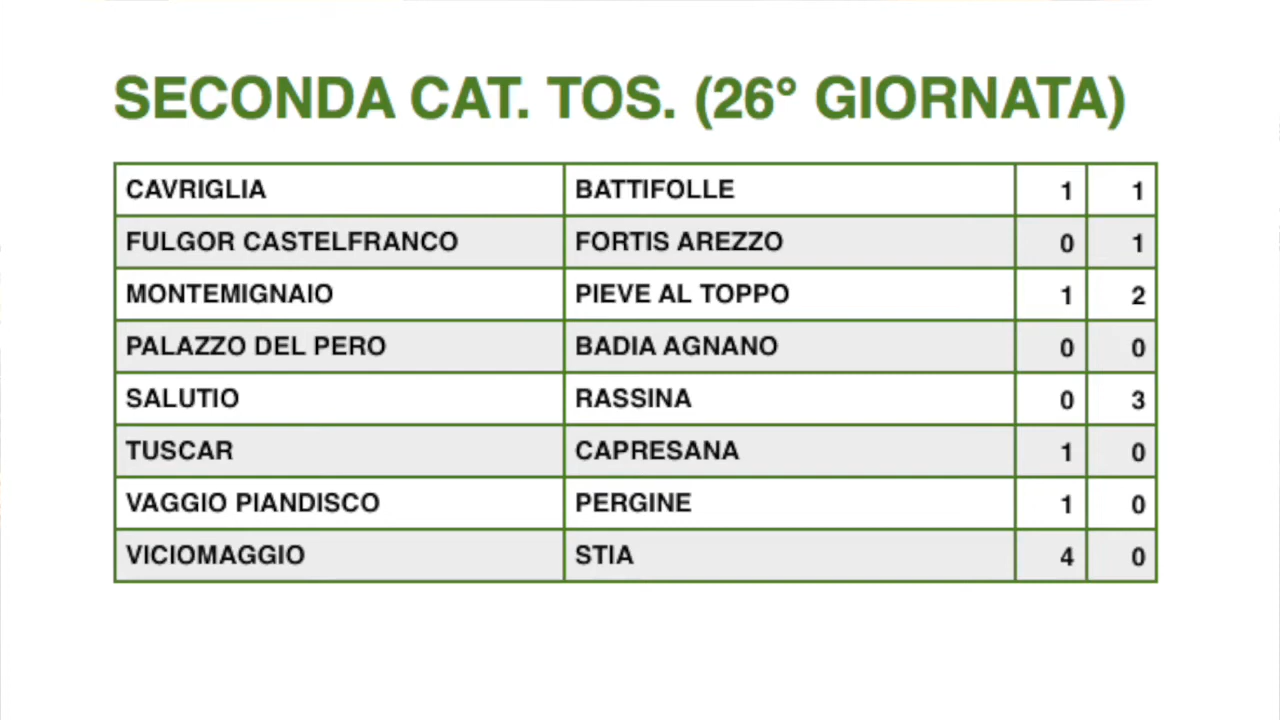 SECONDA CAT. TOS. (26° GIORNATA)
CAVRIGLIA BATTIFOLLE 1 1
FULGOR CASTELFRANCO FORTIS AREZZO 0 1
MONTEMIGNAIO PIEVE AL TOPPO 1 2
PALAZZO DEL PERO BADIA AGNANO 0 0
SALUTIO RASSINA 0 3
TUSCAR CAPRESANA 1 0
VAGGIO PIANDISCO PERGINE 1 0
VICIOMAGGIO STIA 4 0